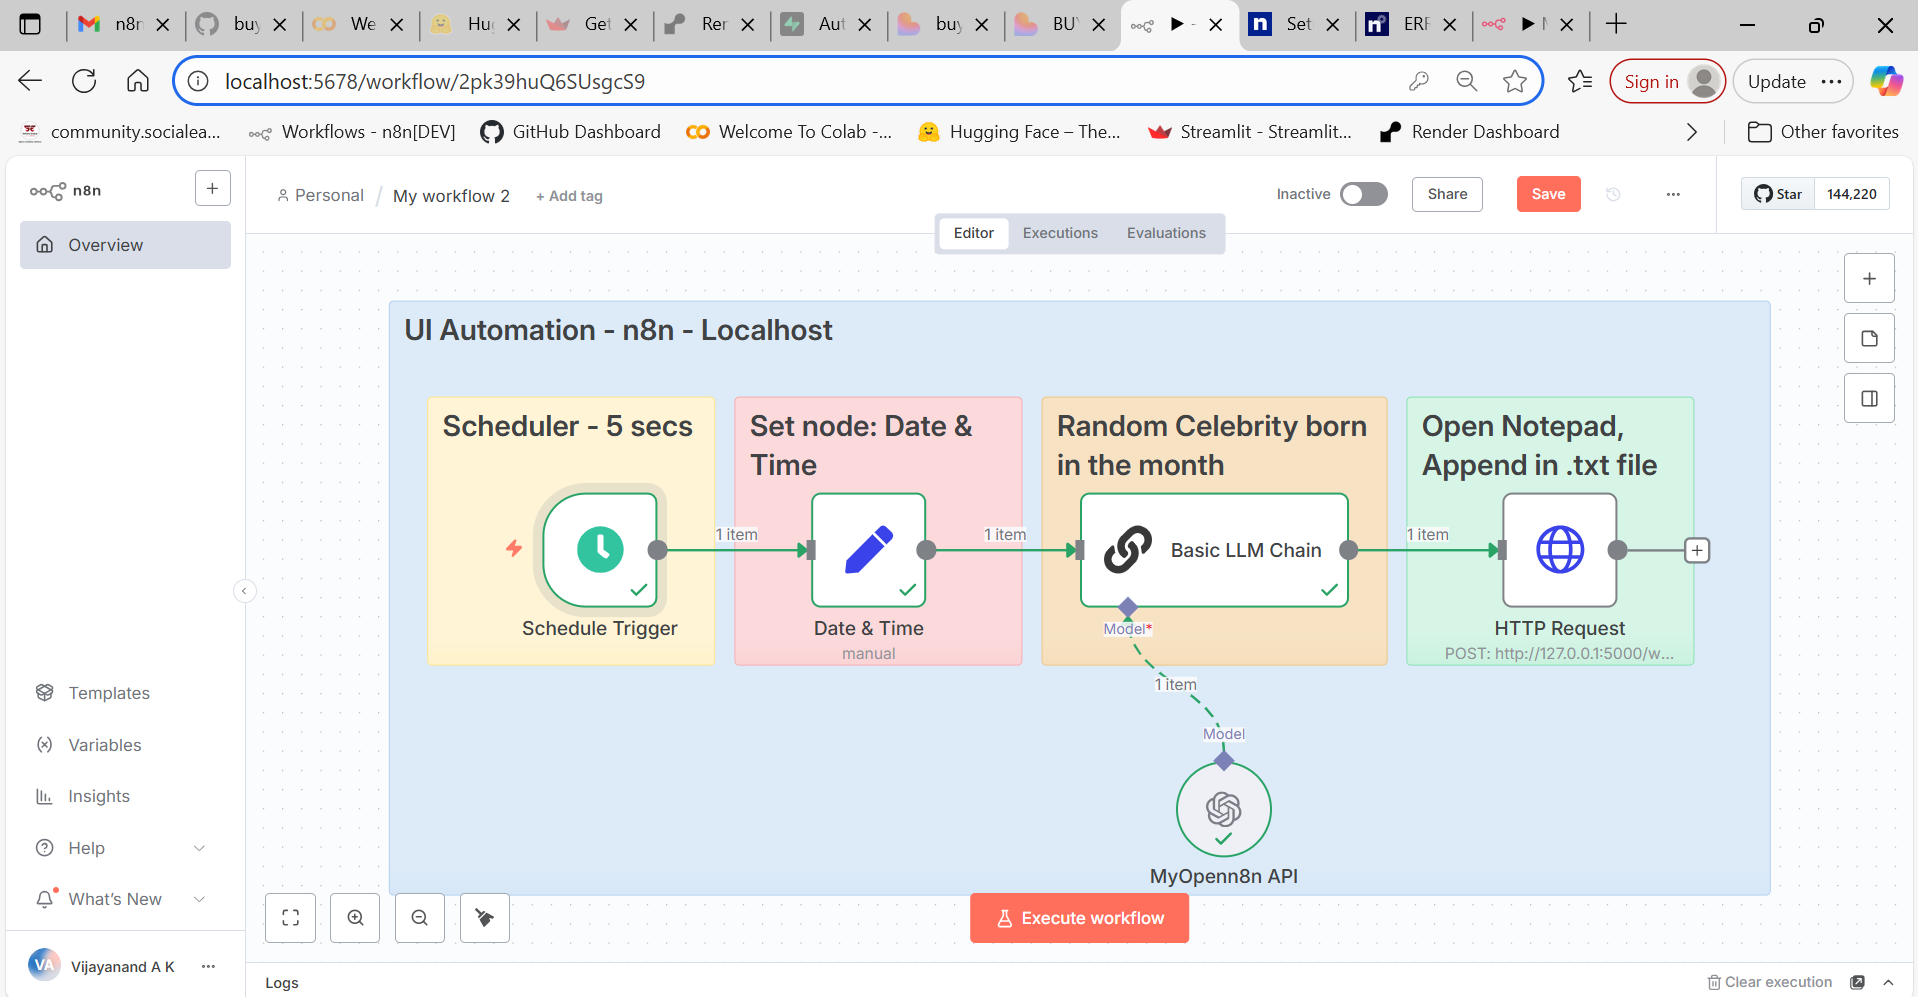 n8n
buy
We
Hug
Get
Rer
Aut
buy
BUY
Set
ERR
localhost:5678/workflow/2pk39huQ6SUsgcS9
Sign in
Update
community.socialea...
Workflows - n8n[DEV]
GitHub Dashboard
Welcome To Colab -...
Hugging Face – The...
Streamlit - Streamlit...
Render Dashboard
Other favorites
n8n
Personal / My workflow 2 + Add tag
Inactive
Share
Save
Star 144,220
Overview
Editor Executions Evaluations
UI Automation - n8n - Localhost
Scheduler - 5 secs
Set node: Date &
Time
Random Celebrity born
in the month
Open Notepad,
Append in .txt file
1 item
1 item
1 item
Basic LLM Chain
Schedule Trigger
Date & Time
manual
Model*
HTTP Request
POST: http://127.0.0.1:5000/w...
1 item
Model
MyOpenn8n API
Templates
Variables
Insights
Help
What's New
Execute workflow
VA
Vijayanand A K
Logs
Clear execution